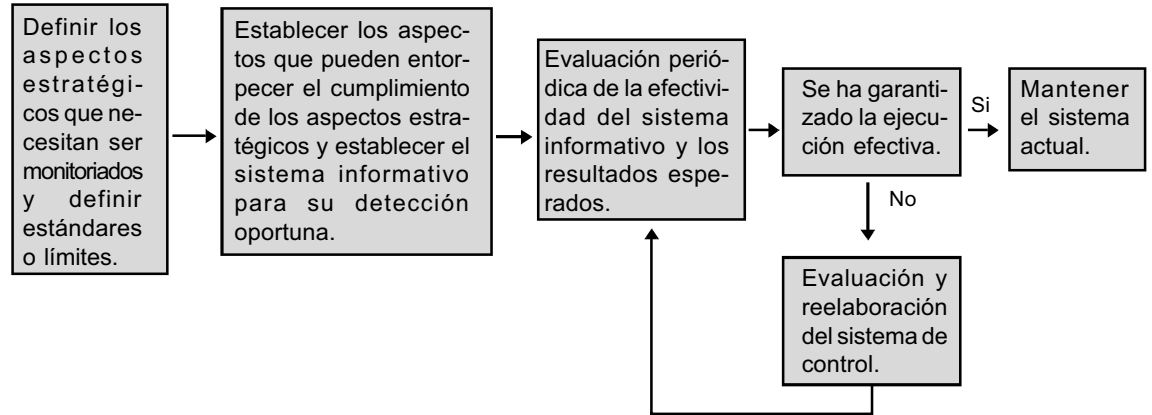 Definir los
aspectos
estratégi-
cos que ne-
cesitan ser
monitoriados
y definir
estándares
o límites.
Establecer los aspec-
tos que pueden entor-
pecer el cumplimiento
de los aspectos estra-
tégicos y establecer el
sistema informativo
para su detección
oportuna.
Evaluación perió-
dica de la efectivi-
dad del sistema
informativo y los
resultados espe-
rados.
Se ha garanti-
zado la ejecu-
ción efectiva.
Si
Mantener
el sistema
actual.
No
Evaluación y
reelaboración
del sistema de
control.